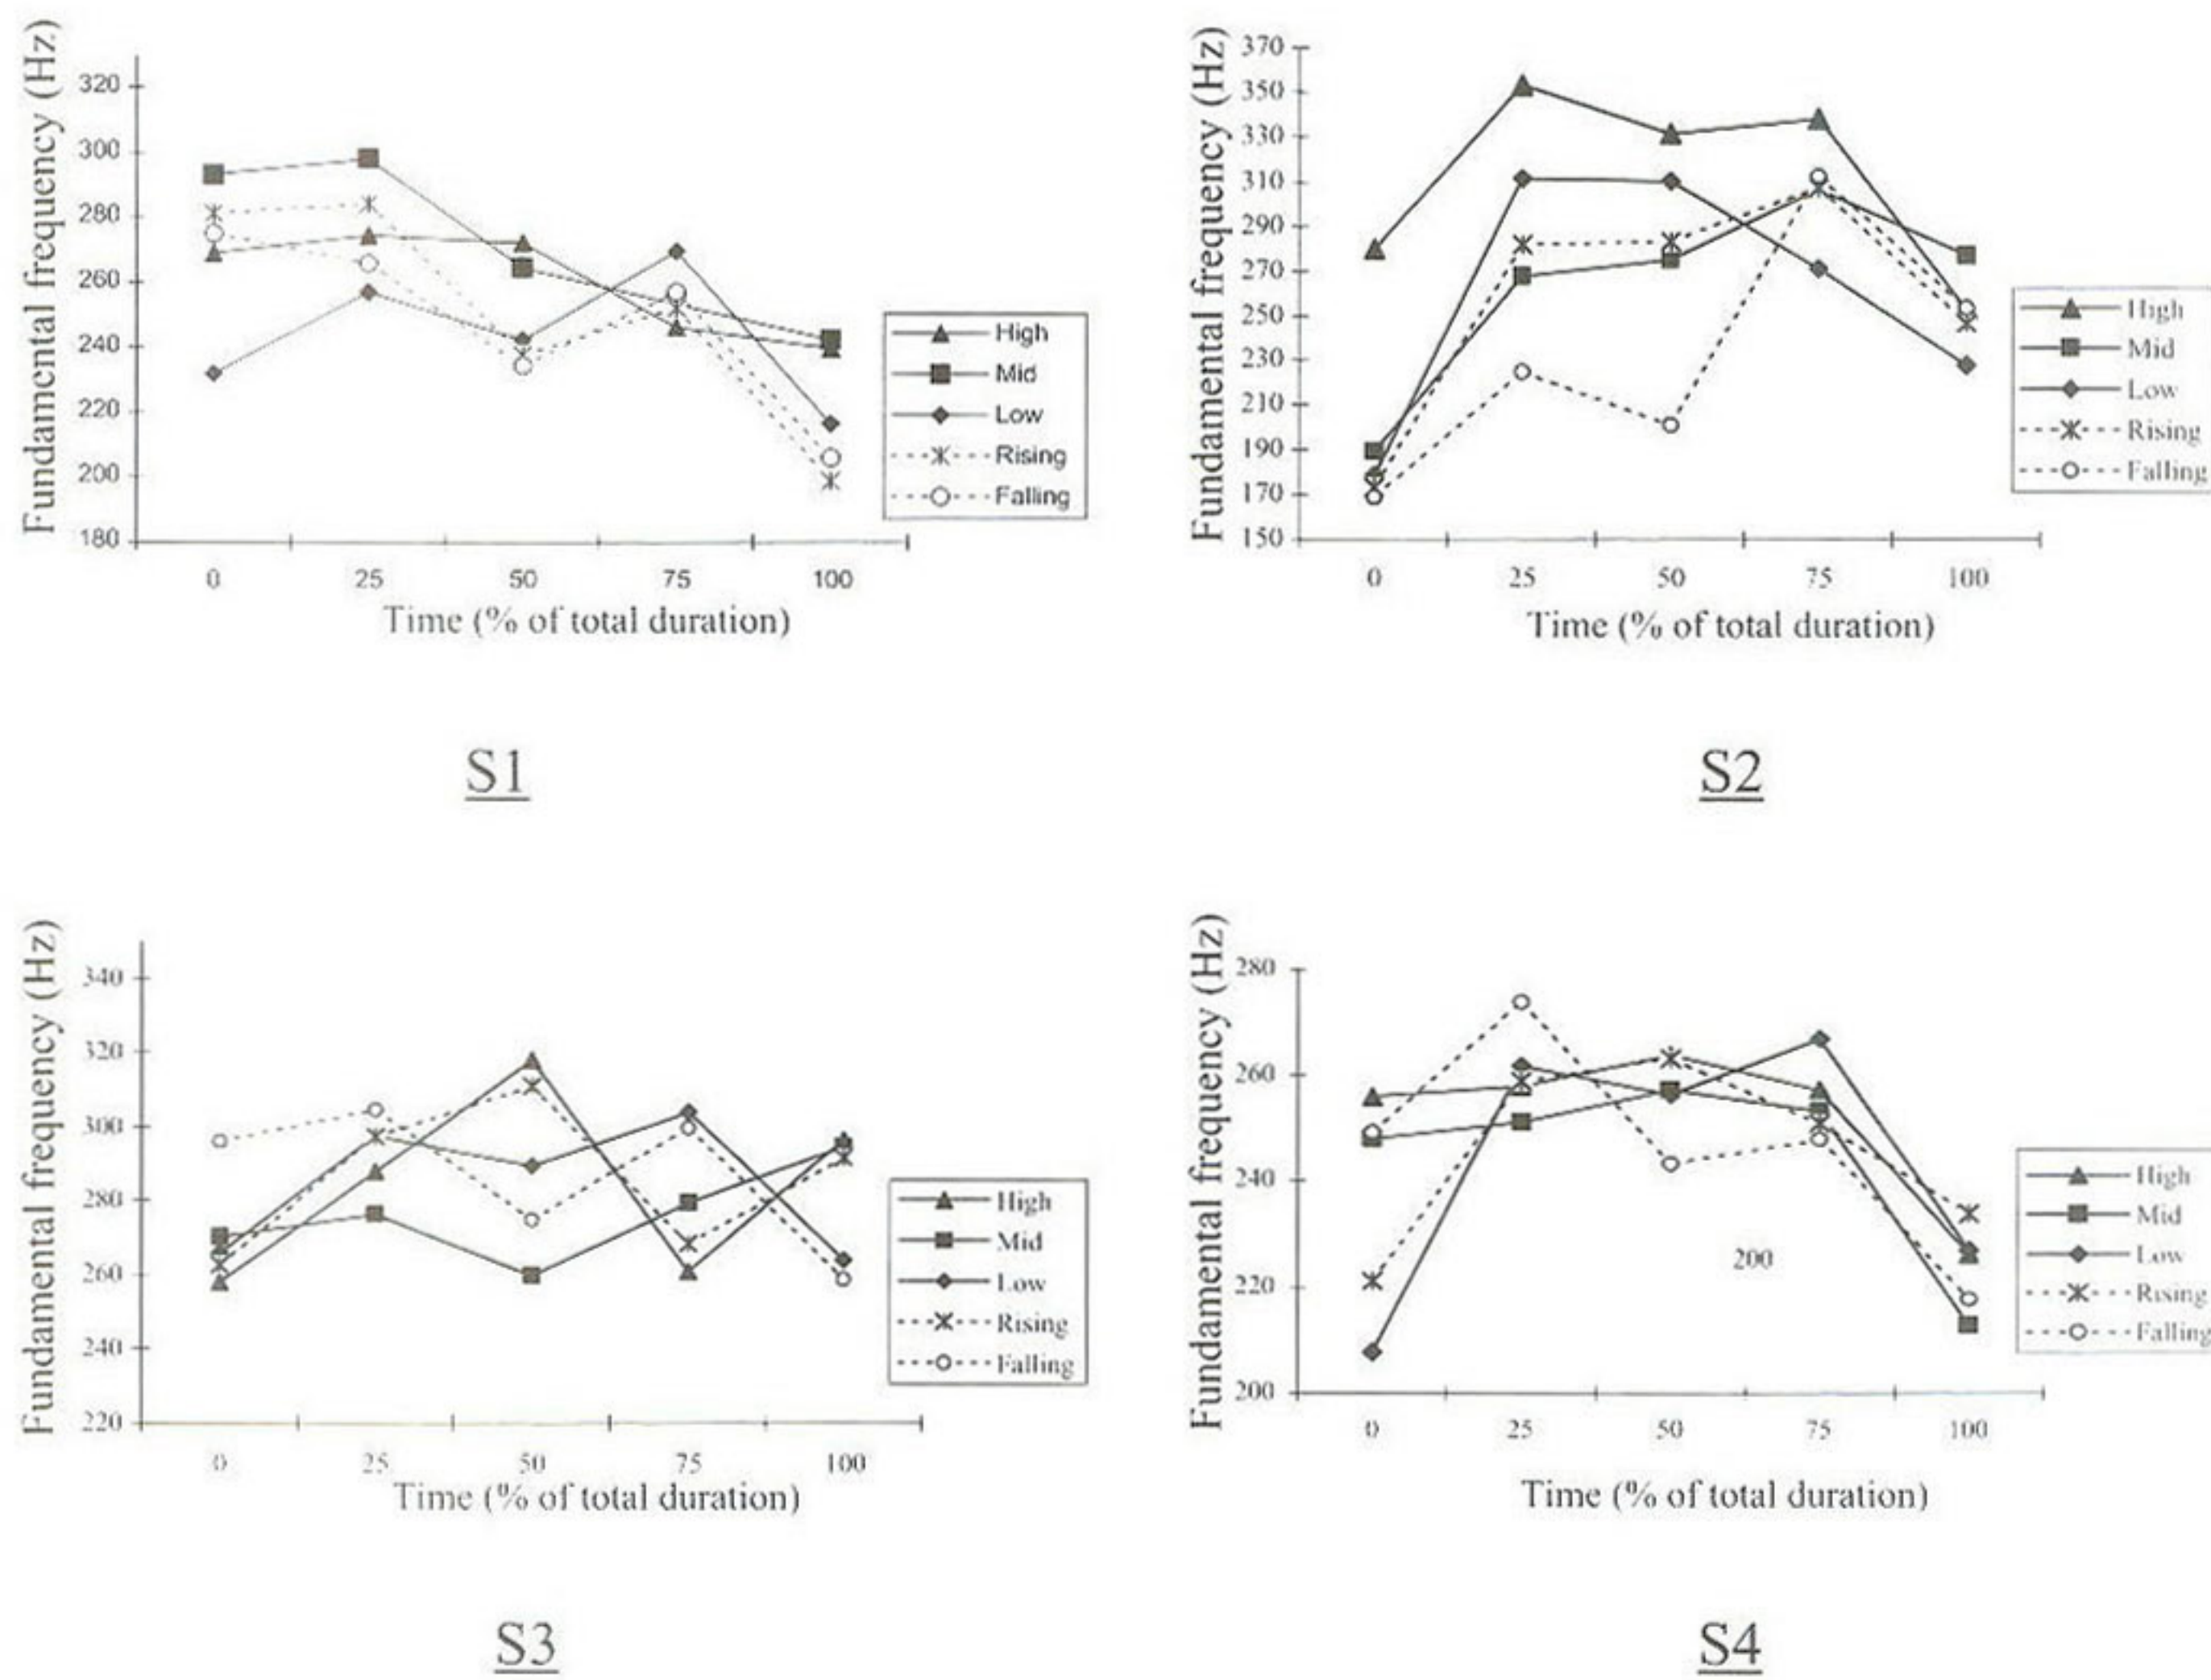 Fundamental frequency (Hz)
320
300
280
260
240
220
200
180
0 25 50 75 100
Time (% of total duration)
High
Mid
Low
Rising
Falling
S1
Fundamental frequency (Hz)
370
350
330
310
290
270
250
230
210
190
170
150
0 25 50 75 100
Time (% of total duration)
High
Mid
Low
Rising
Falling
S2
Fundamental frequency (Hz)
340
320
300
280
260
240
220
0 25 50 75 100
Time (% of total duration)
High
Mid
Low
Rising
Falling
S3
Fundamental frequency (Hz)
280
260
240
220
200
200
0 25 50 75 100
Time (% of total duration)
High
Mid
Low
Rising
Falling
S4